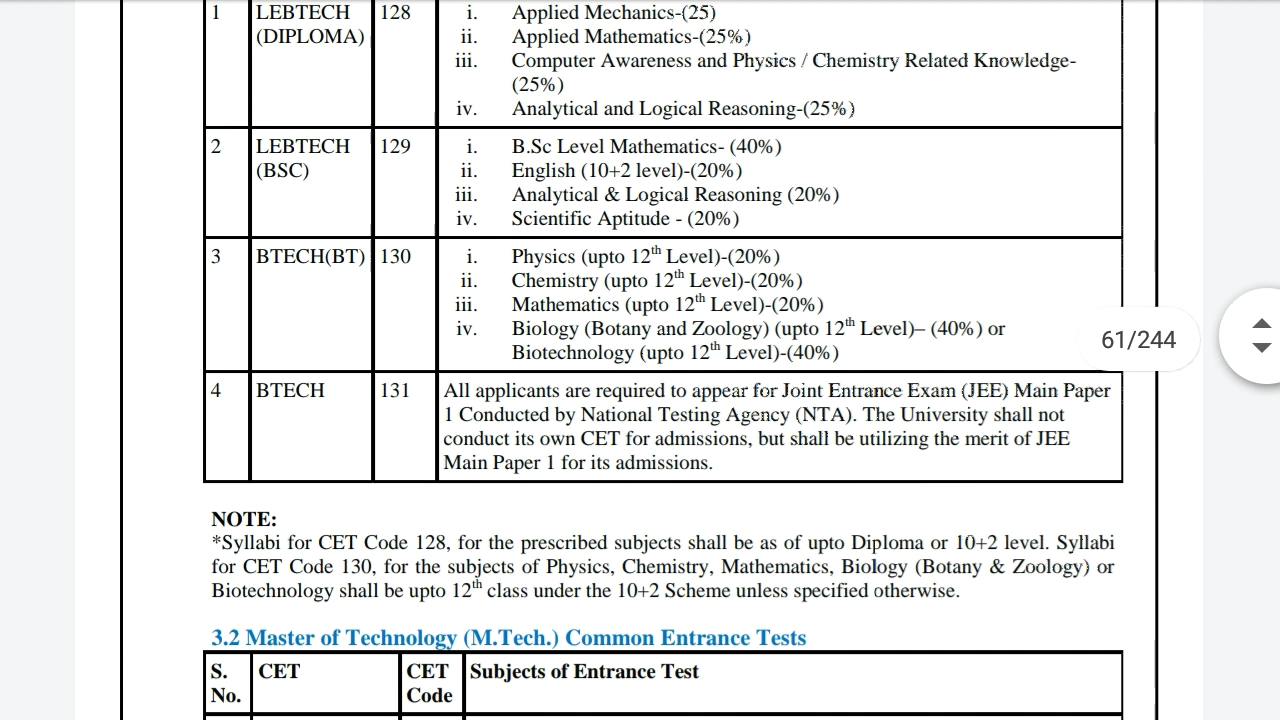 1 LEBTECH 128 i. Applied Mechanics-(25)
(DIPLOMA) ii. Applied Mathematics-(25%)
iii. Computer Awareness and Physics / Chemistry Related Knowledge-
(25%)
iv. Analytical and Logical Reasoning-(25%)
2 LEBTECH 129 i. B.Sc Level Mathematics- (40%)
(BSC) ii. English (10+2 level)-(20%)
iii. Analytical & Logical Reasoning (20%)
iv. Scientific Aptitude - (20%)
3 BTECH(BT) 130 i. Physics (upto 12th Level)-(20%)
ii. Chemistry (upto 12th Level)-(20%)
iii. Mathematics (upto 12th Level)-(20%)
iv. Biology (Botany and Zoology) (upto 12th Level)– (40%) or
Biotechnology (upto 12th Level)-(40%)
61/244
4 BTECH 131 All applicants are required to appear for Joint Entrance Exam (JEE) Main Paper
1 Conducted by National Testing Agency (NTA). The University shall not
conduct its own CET for admissions, but shall be utilizing the merit of JEE
Main Paper 1 for its admissions.
NOTE:
*Syllabi for CET Code 128, for the prescribed subjects shall be as of upto Diploma or 10+2 level. Syllabi
for CET Code 130, for the subjects of Physics, Chemistry, Mathematics, Biology (Botany & Zoology) or
Biotechnology shall be upto 12th class under the 10+2 Scheme unless specified otherwise.
3.2 Master of Technology (M.Tech.) Common Entrance Tests
S. CET CET Subjects of Entrance Test
No. Code